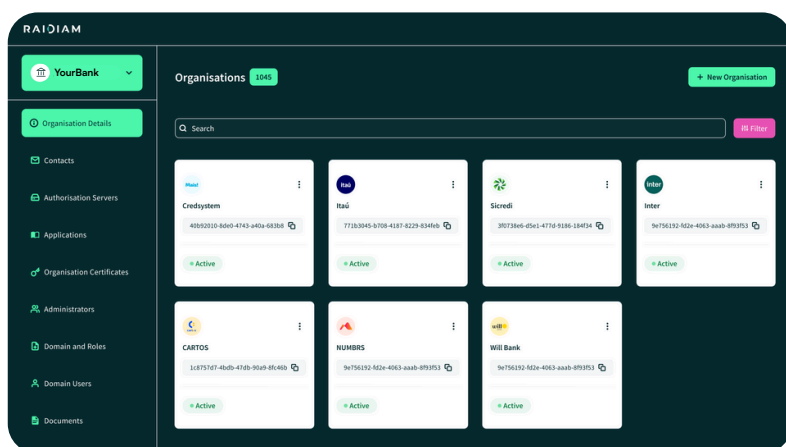 RAIDIAM
YourBank
Organisations 1045
+ New Organisation
Organisation Details
Search
Filter
Contacts
Authorisation Servers
Applications
Organisation Certificates
Administrators
Domain and Roles
Domain Users
Documents
Credsystem
40b92010-8de0-4743-a40a-683b8
Active
Itaú
Itaú
771b3045-b708-4187-8229-834feb
Active
Sicredi
3f0738e6-d5e1-477d-9186-184f34
Active
Inter
Inter
9e756192-fd2e-4063-aaab-8f93f53
Active
CARTOS
1c8757d7-4bdb-47db-90a9-8fc46b
Active
NUMBRS
9e756192-fd2e-4063-aaab-8f93f53
Active
will
Will Bank
9e756192-fd2e-4063-aaab-8f93f53
Active